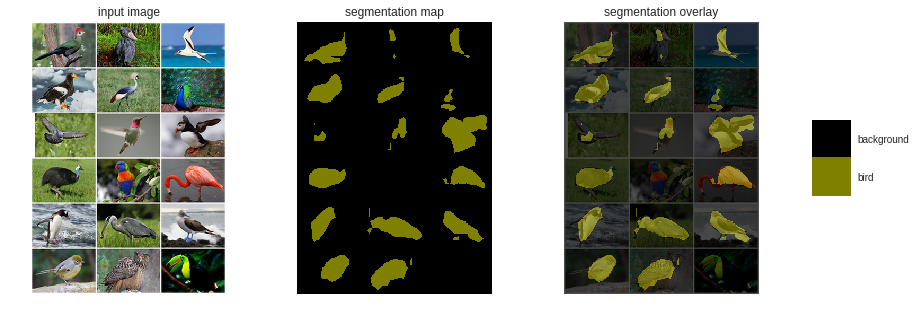 input image
segmentation map
segmentation overlay
background
bird